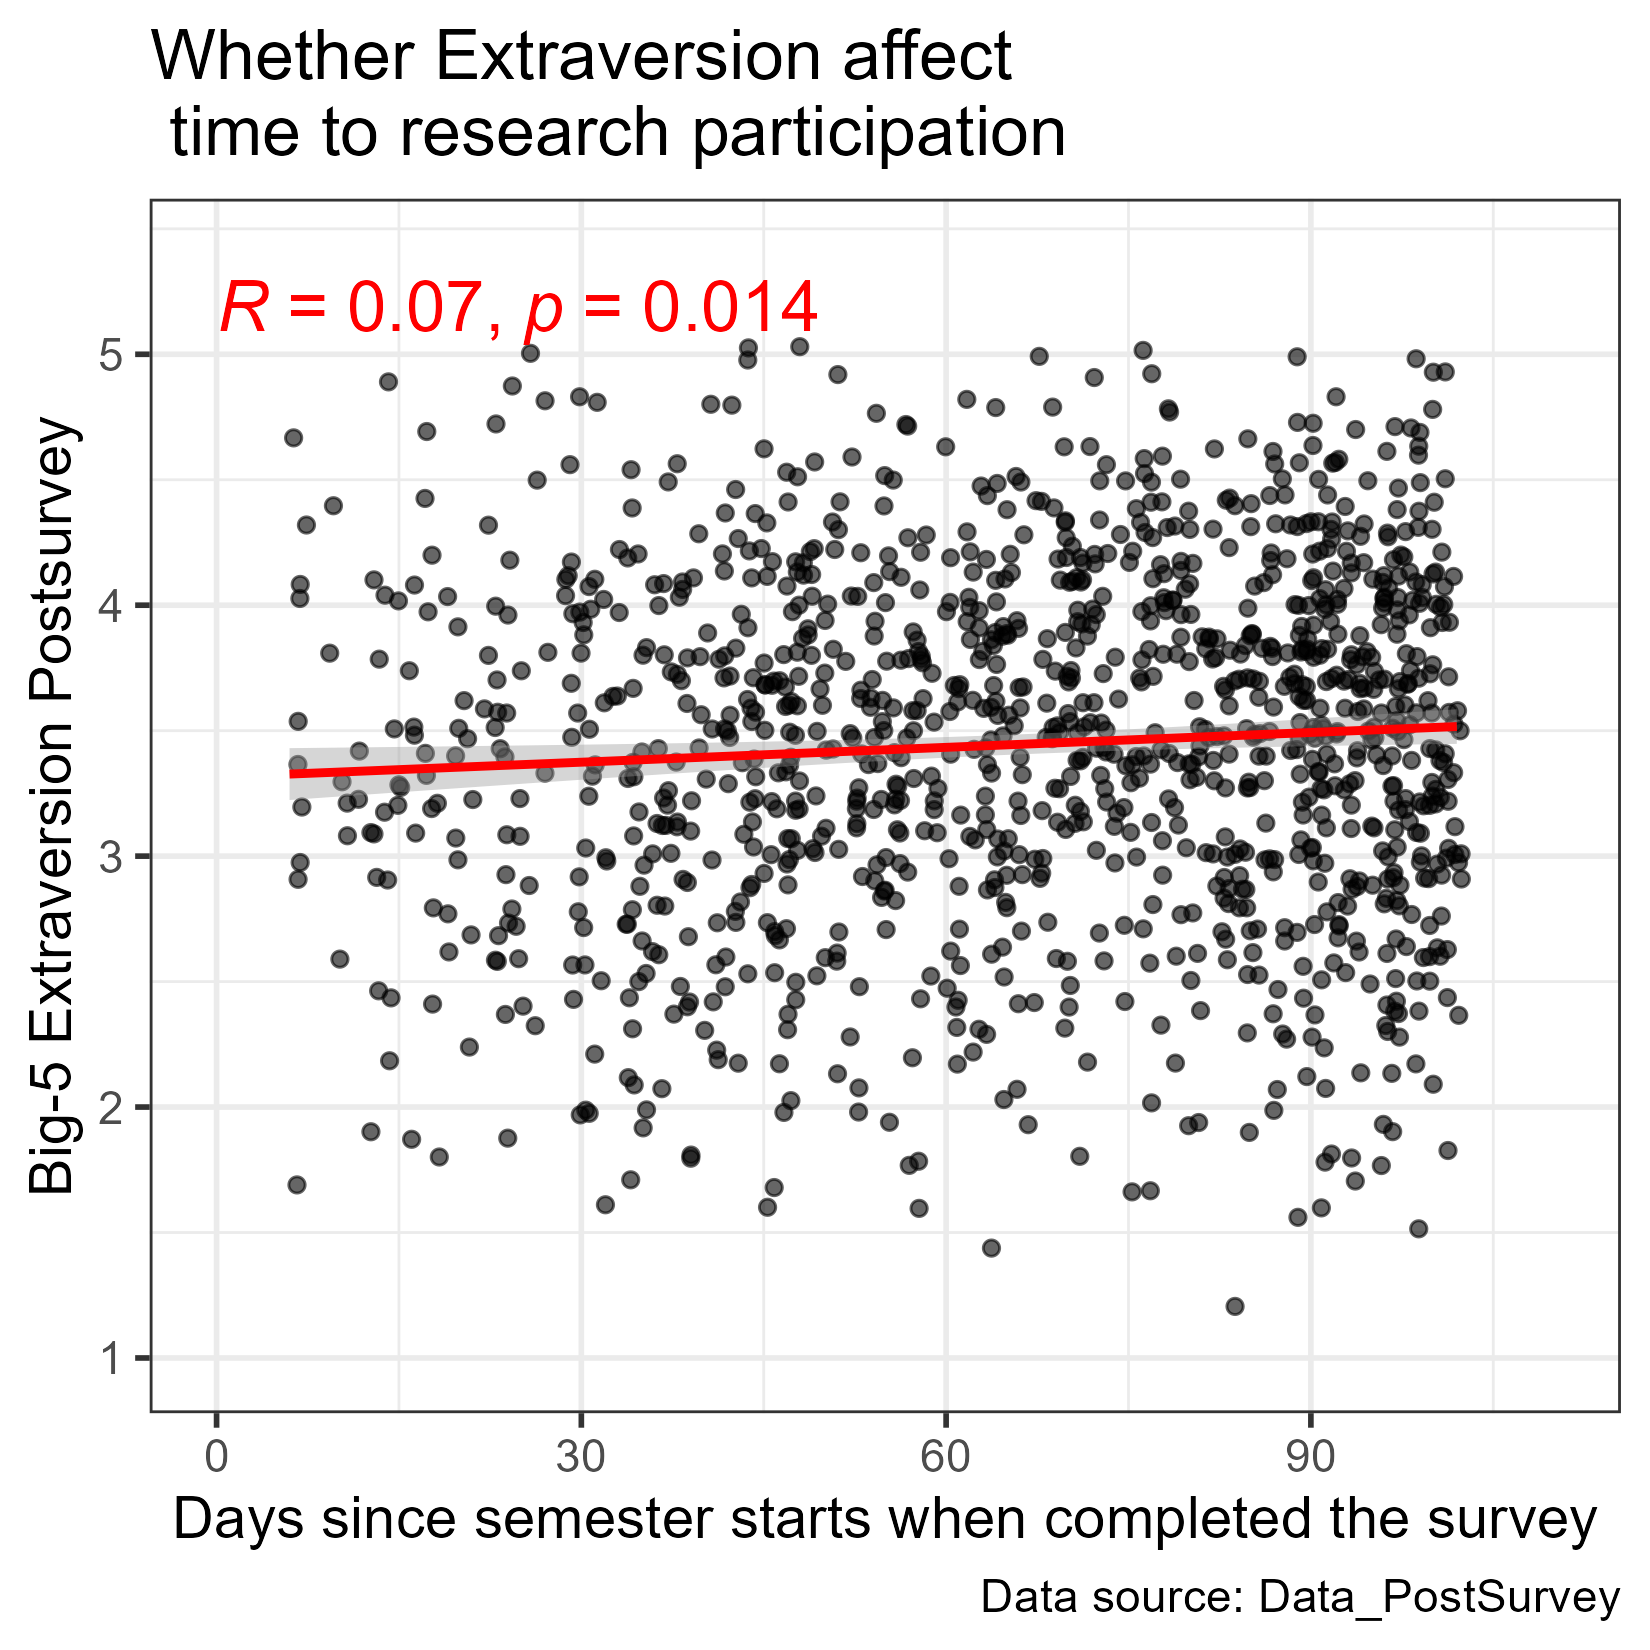 Whether Extraversion affect
time to research participation
R = 0.07, p = 0.014
5
4
3
2
1
Big-5 Extraversion Postsurvey
0 30 60 90
Days since semester starts when completed the survey
Data source: Data_PostSurvey